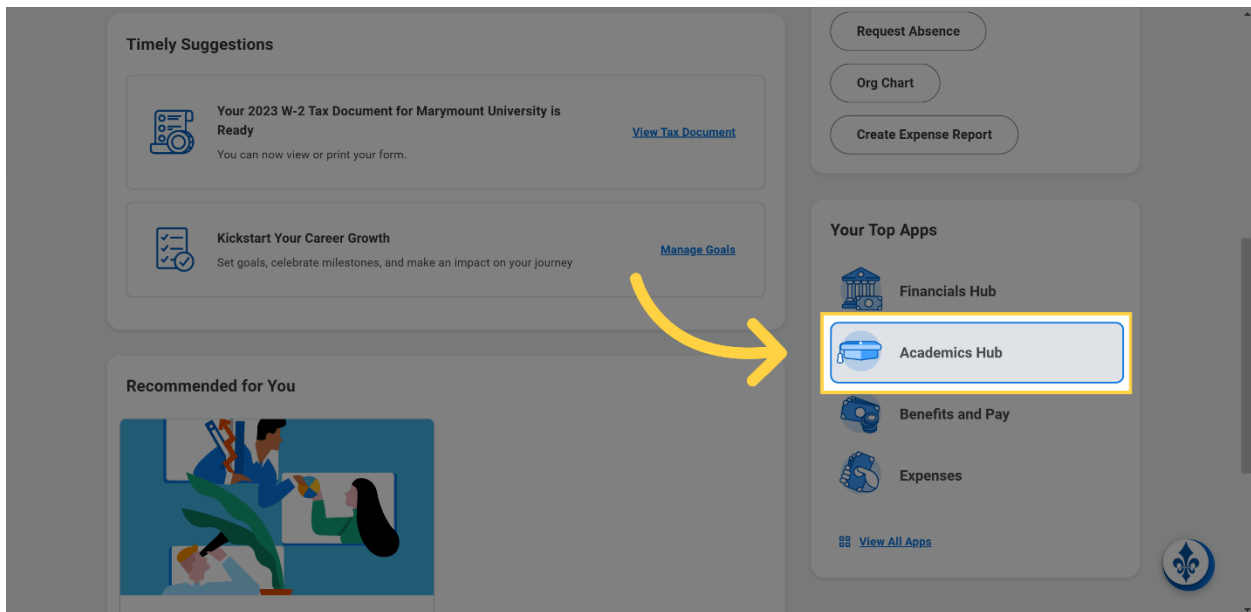 Timely Suggestions
Your 2023 W-2 Tax Document for Marymount University is
Ready
You can now view or print your form.
View Tax Document
Kickstart Your Career Growth
Set goals, celebrate milestones, and make an impact on your journey
Manage Goals
Recommended for You
Request Absence
Org Chart
Create Expense Report
Your Top Apps
Financials Hub
Academics Hub
Benefits and Pay
Expenses
View All Apps